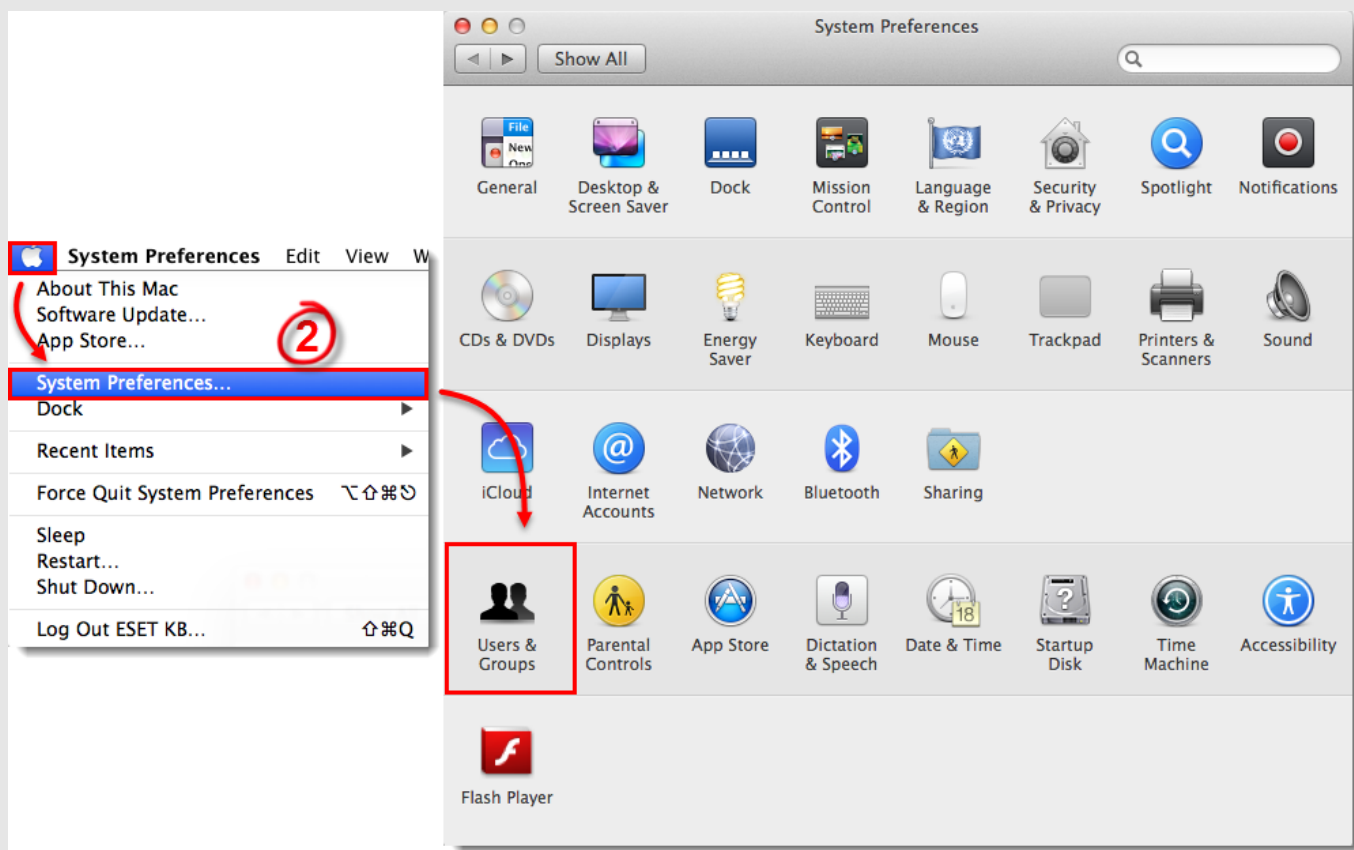 System Preferences Edit View W
About This Mac
Software Update...
App Store...
2
System Preferences...
Dock
Recent Items
Force Quit System Preferences ⌥⇧⌘⎋
Sleep
Restart...
Shut Down...
Log Out ESET KB... ⇧⌘Q
System Preferences
Show All
File
New
Ope
General
Desktop &
Screen Saver
Dock
Mission
Control
Language
& Region
Security
& Privacy
Spotlight
Notifications
CDs & DVDs
Displays
Energy
Saver
Keyboard
Mouse
Trackpad
Printers &
Scanners
Sound
iCloud
@
Internet
Accounts
Network
Bluetooth
Sharing
Users &
Groups
Parental
Controls
App Store
Dictation
& Speech
18
Date & Time
?
Startup
Disk
Time
Machine
Accessibility
Flash Player